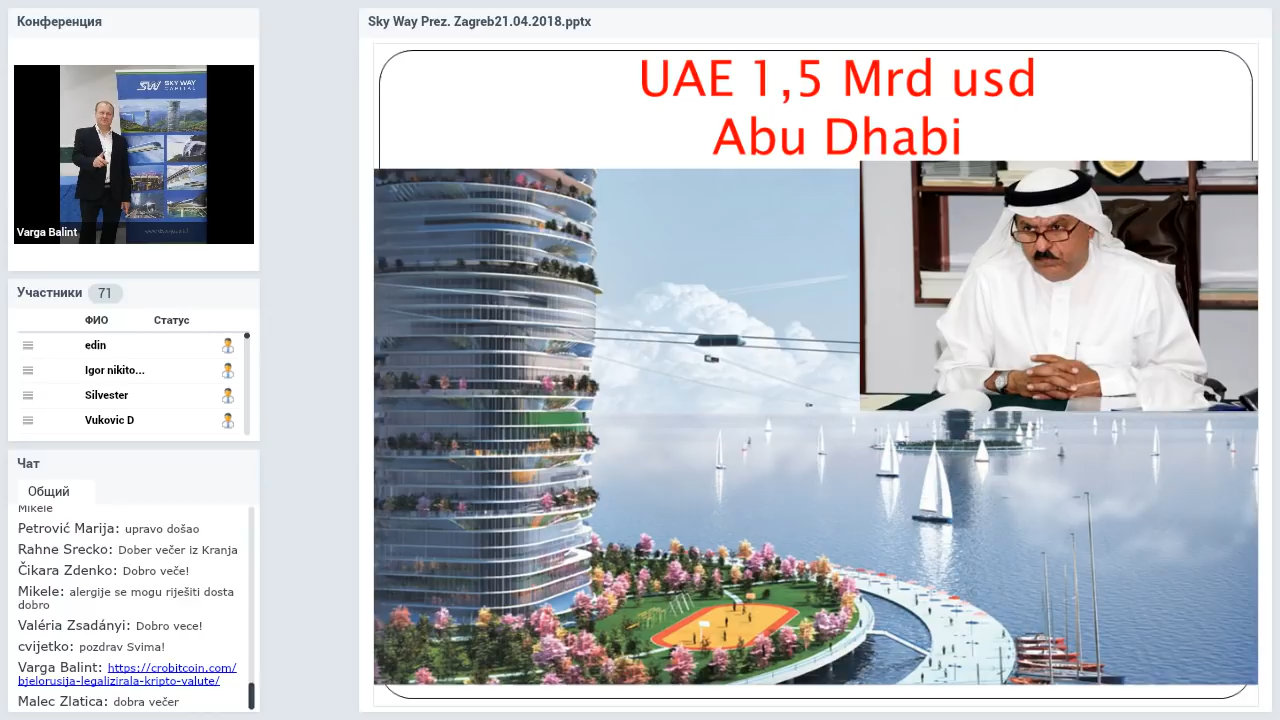 Конференция
SKY WAY
CAPITAL
Varga Balint
Участники 71
ФИО Статус
edin
Igor nikito...
Silvester
Vukovic D
Чат
Общий
Mikele
Petrović Marija: upravo došao
Rahne Srecko: Dober večer iz Kranja
Čikara Zdenko: Dobro veče!
Mikele: alergije se mogu riješiti dosta
dobro
Valéria Zsadányi: Dobro vece!
cvijetko: pozdrav Svima!
Varga Balint: https://crobitcoin.com/
bjelorusija-legalizirala-kripto-valute/
Malec Zlatica: dobra večer
Sky Way Prez. Zagreb21.04.2018.pptx
UAE 1,5 Mrd usd
Abu Dhabi